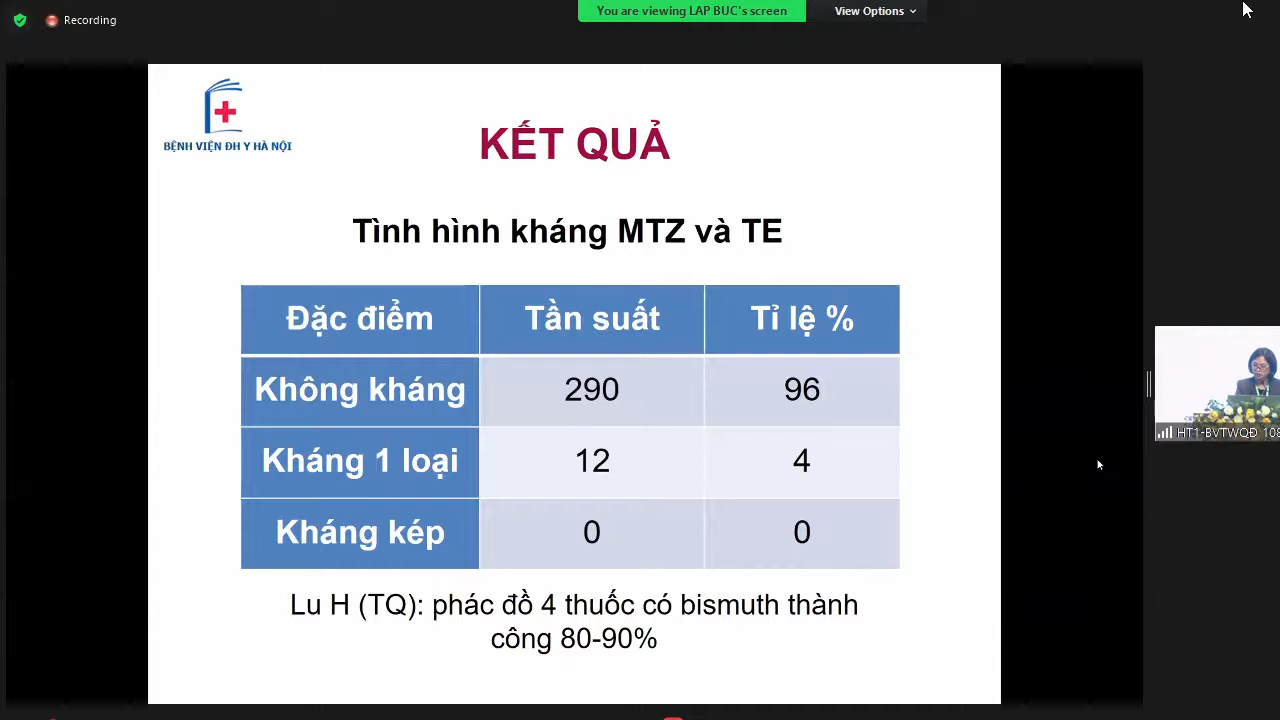 Recording
You are viewing LAP BUC's screen
View Options
BỆNH VIỆN ĐH Y HÀ NỘI
KẾT QUẢ
Tình hình kháng MTZ và TE
Đặc điểm Tần suất Tỉ lệ %
Không kháng 290 96
Kháng 1 loại 12 4
Kháng kép 0 0
Lu H (TQ): phác đồ 4 thuốc có bismuth thành
công 80-90%
HT1-BVTWQĐ 108